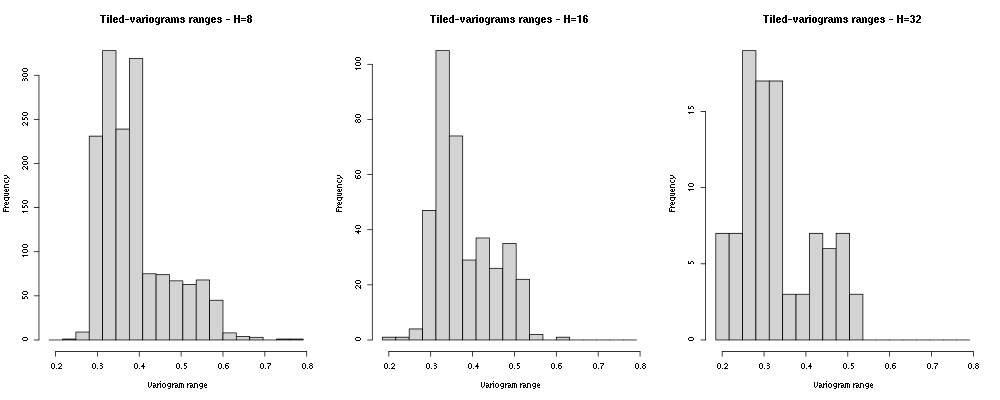 Tiled-variograms ranges - H=8
Frequency
0
50
100
150
200
250
300
0.2 0.3 0.4 0.5 0.6 0.7 0.8
Variogram range
Tiled-variograms ranges - H=16
Frequency
0
20
40
60
80
100
0.2 0.3 0.4 0.5 0.6 0.7 0.8
Variogram range
Tiled-variograms ranges - H=32
Frequency
0
5
10
15
0.2 0.3 0.4 0.5 0.6 0.7 0.8
Variogram range